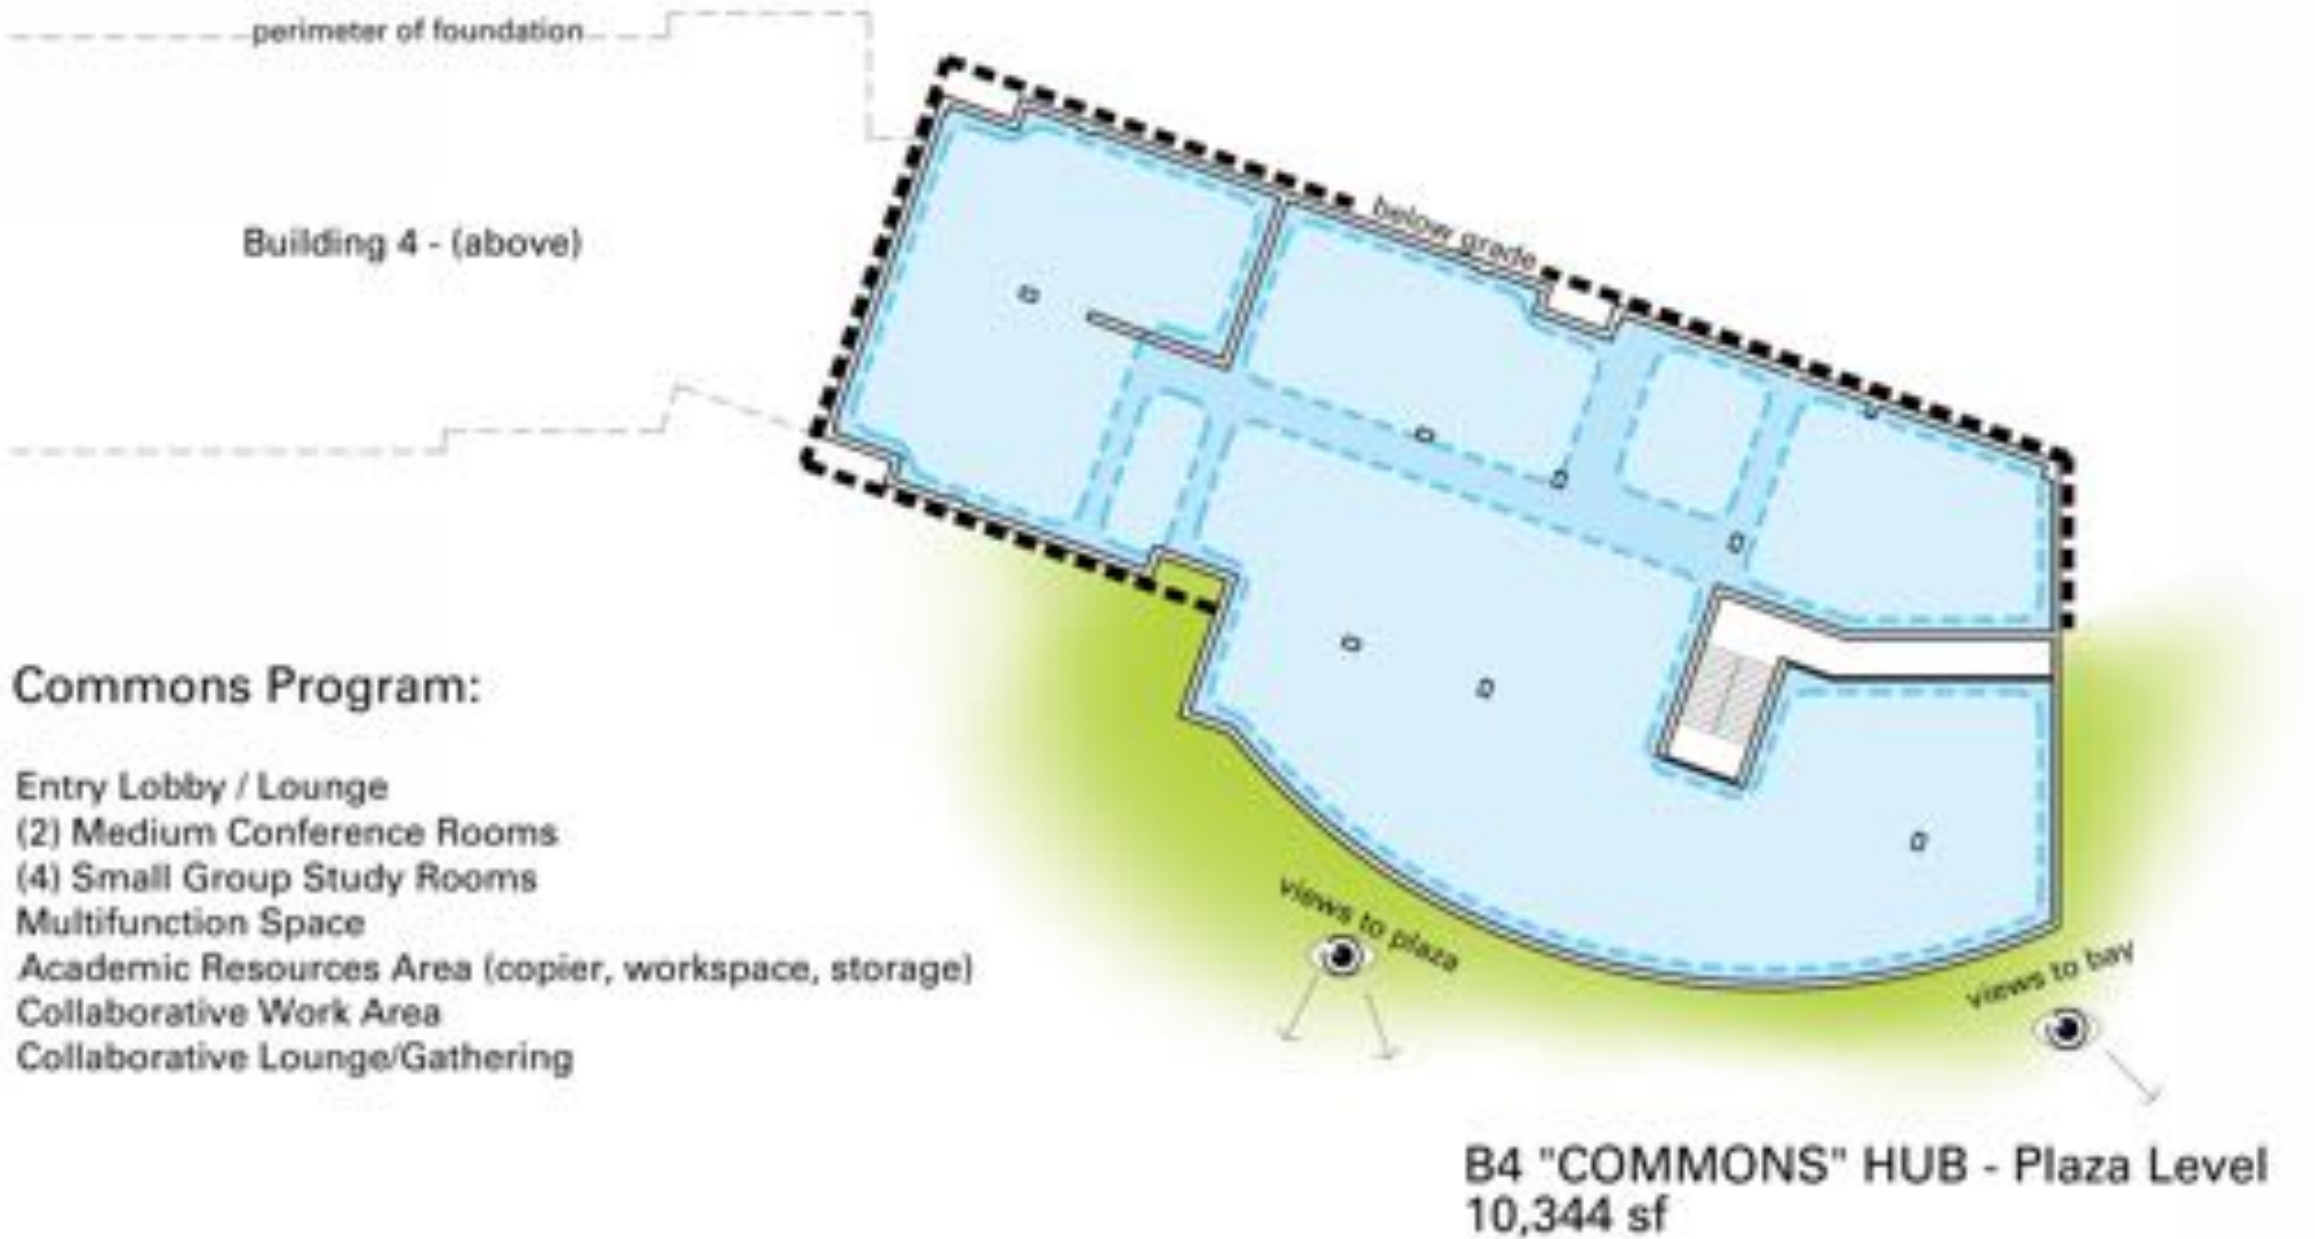 perimeter of foundation
below grade
Building 4 - (above)
Commons Program:
Entry Lobby / Lounge
(2) Medium Conference Rooms
(4) Small Group Study Rooms
Multifunction Space
Academic Resources Area (copier, workspace, storage)
Collaborative Work Area
Collaborative Lounge/Gathering
views to plaza
views to bay
B4 "COMMONS" HUB - Plaza Level
10,344 sf